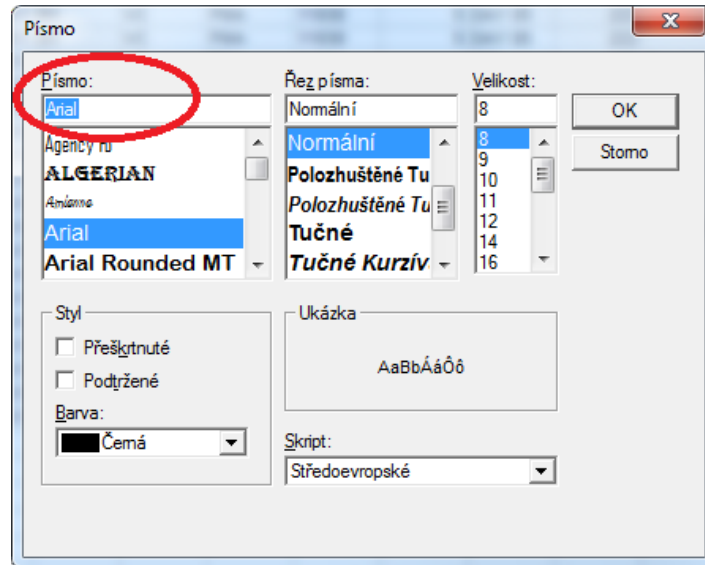 Písmo
Písmo:
Arial
ALGERIAN
Amienne
Arial
Arial Rounded MT
Řez písma:
Normální
Normální
Polozhuštěné Tu
Polozhuštěné Tu
Tučné
Tučné Kurzív
Velikost:
8
8
9
10
11
12
14
16
OK
Storno
Styl
Přeškrtnuté
Podtržené
Barva:
Černá
Ukázka
AaBbÁáÔô
Skript:
Středoevropské